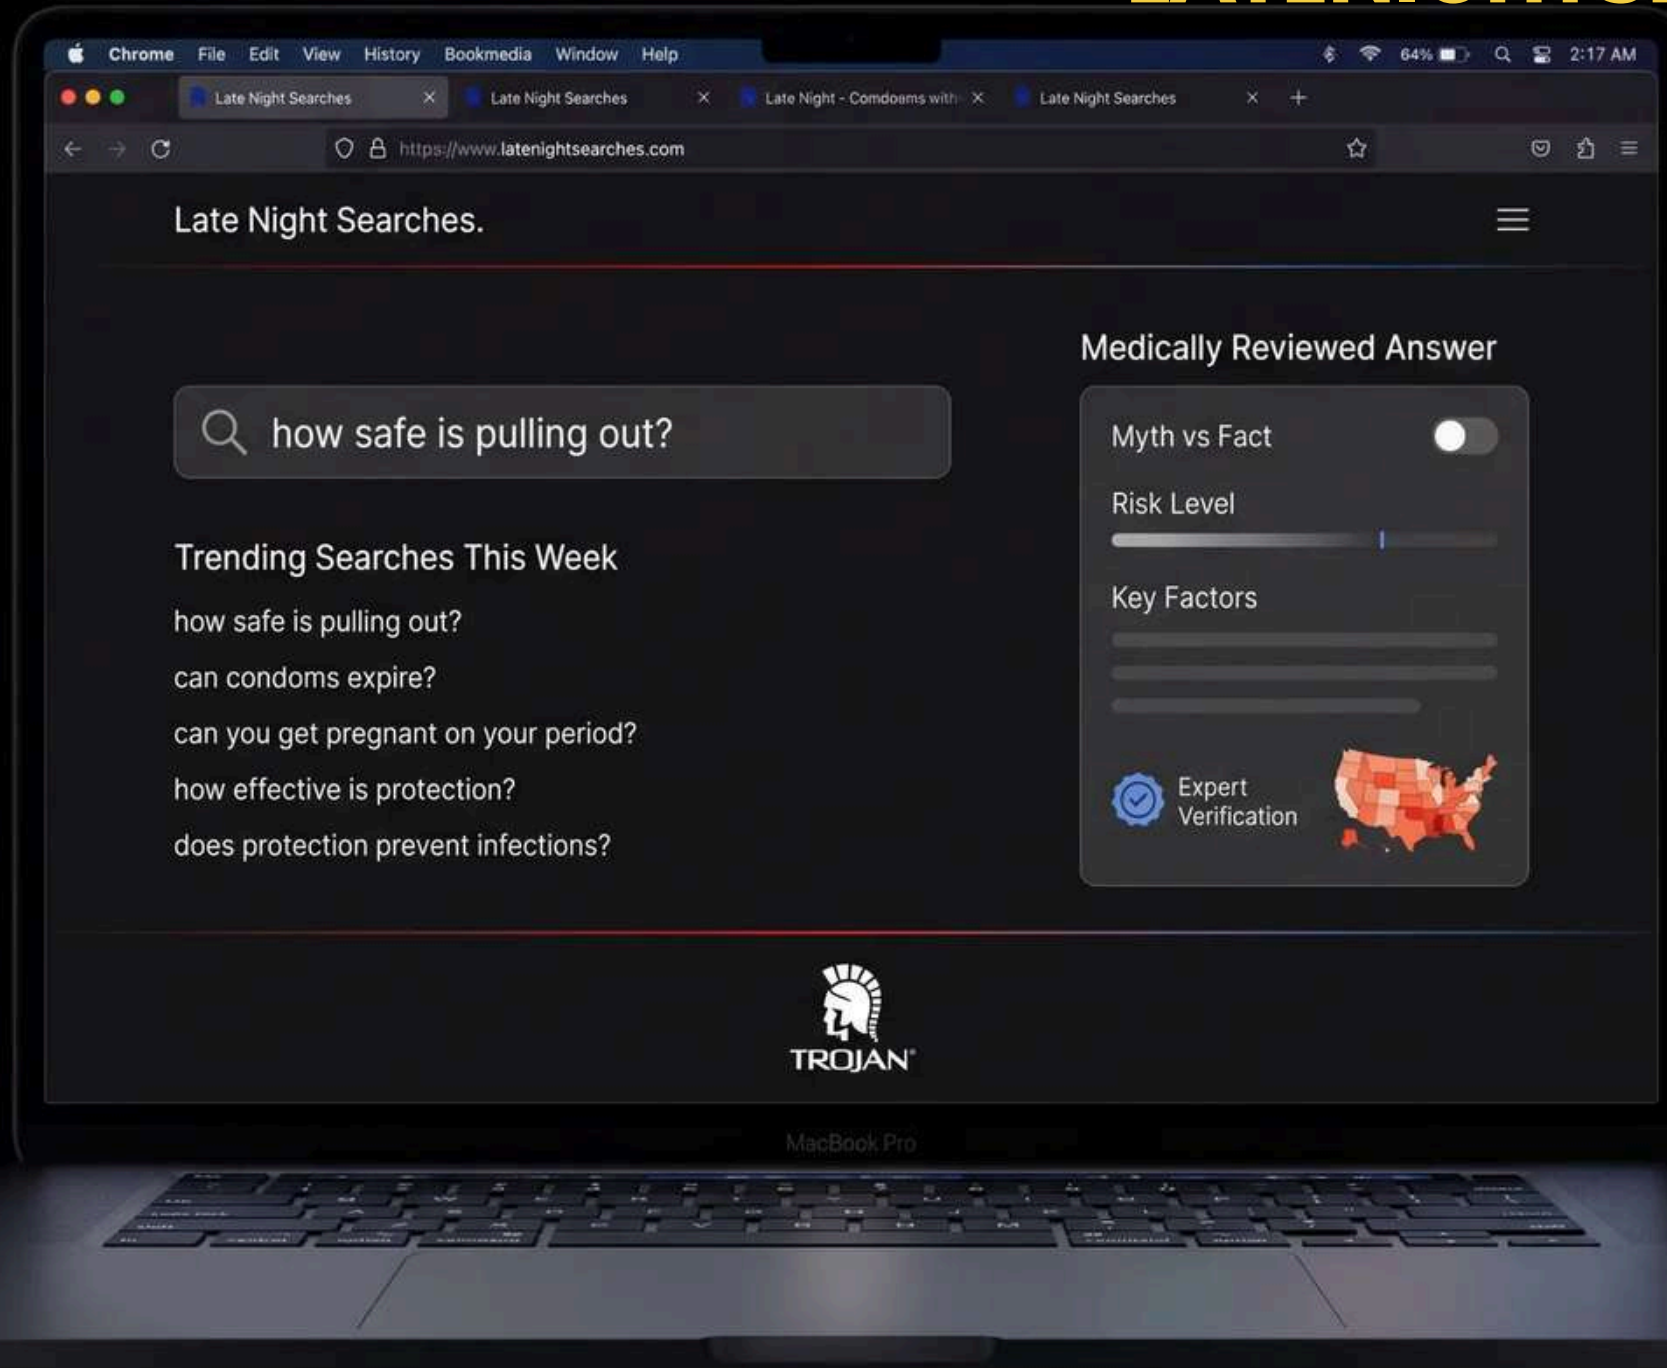 Chrome File Edit View History Bookmedia Window Help 64% 2:17 AM
Late Night Searches Late Night Searches Late Night - Comdoems with Late Night Searches
https://www.latenightsearches.com
Late Night Searches.
how safe is pulling out?
Trending Searches This Week
how safe is pulling out?
can condoms expire?
can you get pregnant on your period?
how effective is protection?
does protection prevent infections?
Medically Reviewed Answer
Myth vs Fact
Risk Level
Key Factors
Expert
Verification
TROJAN®
MacBook Pro